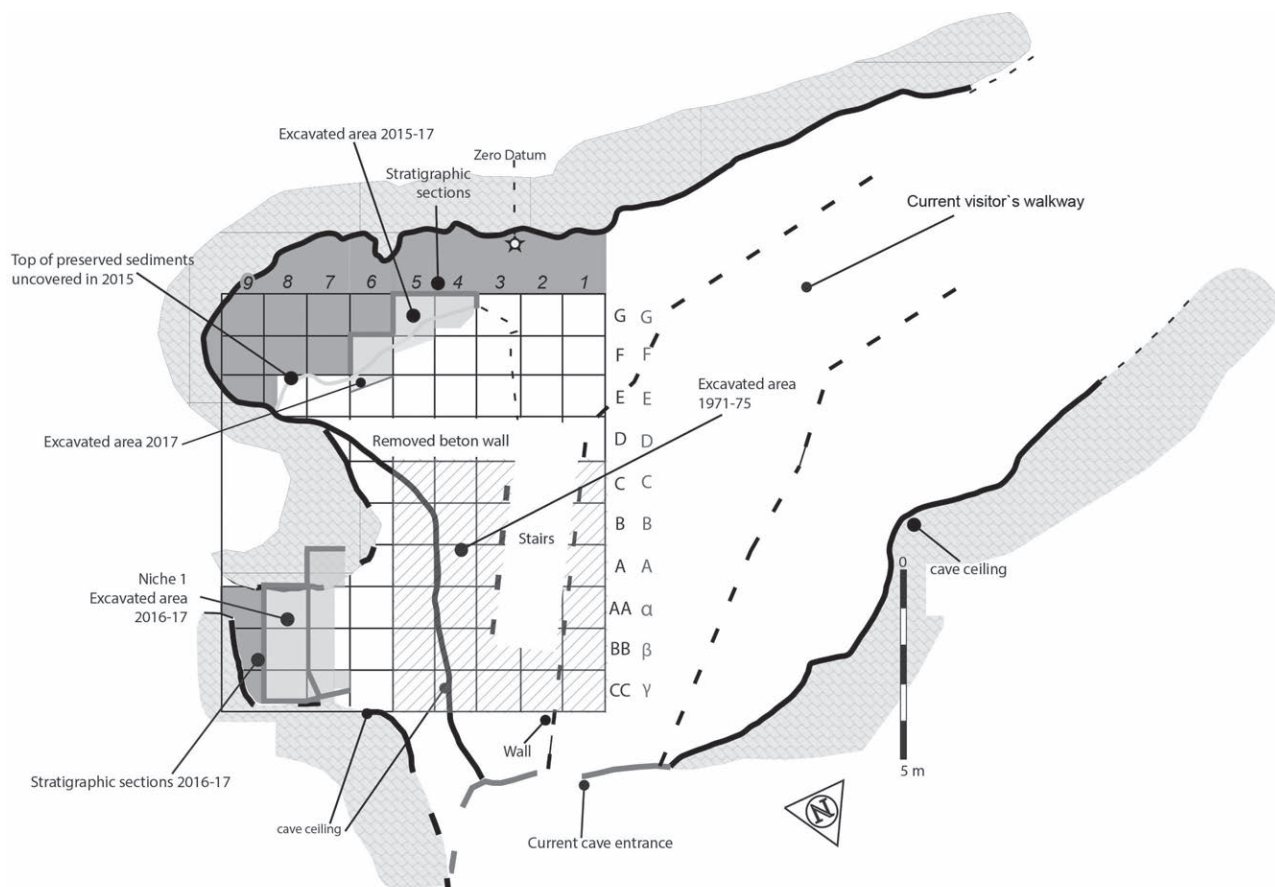 Excavated area 2015-17
Zero Datum
Stratigraphic
sections
Current visitor`s walkway
Top of preserved sediments
uncovered in 2015
9 8 7 6 5 4 3 2 1
G G
F F
Excavated area
1971-75
E E
Excavated area 2017
Removed beton wall
D D
C C
B B
Stairs
A A
cave ceiling
0
Niche 1
Excavated area
2016-17
AA α
BB β
CC γ
Wall
5 m
Stratigraphic sections 2016-17
cave ceiling
Current cave entrance
N